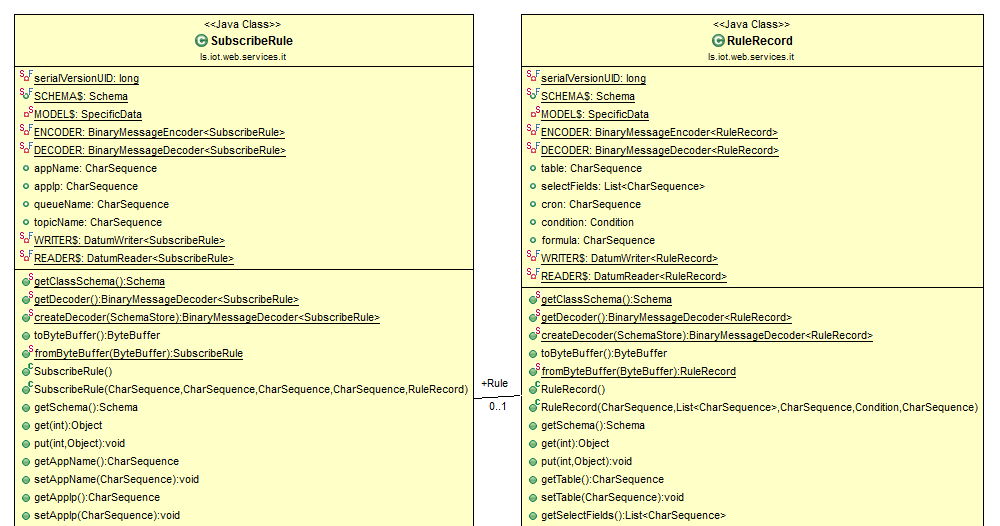 <<Java Class>>
SubscribeRule
ls.iot.web.services.it
serialVersionUID: long
SCHEMA$: Schema
MODEL$: SpecificData
ENCODER: BinaryMessageEncoder<SubscribeRule>
DECODER: BinaryMessageDecoder<SubscribeRule>
appName: CharSequence
appIp: CharSequence
queueName: CharSequence
topicName: CharSequence
WRITER$: DatumWriter<SubscribeRule>
READER$: DatumReader<SubscribeRule>
getClassSchema():Schema
getDecoder():BinaryMessageDecoder<SubscribeRule>
createDecoder(SchemaStore):BinaryMessageDecoder<SubscribeRule>
toByteBuffer():ByteBuffer
fromByteBuffer(ByteBuffer):SubscribeRule
SubscribeRule()
SubscribeRule(CharSequence,CharSequence,CharSequence,CharSequence,RuleRecord)
getSchema():Schema
get(int):Object
put(int,Object):void
getAppName():CharSequence
setAppName(CharSequence):void
getAppIp():CharSequence
setAppIp(CharSequence):void
+Rule
0..1
<<Java Class>>
RuleRecord
ls.iot.web.services.it
serialVersionUID: long
SCHEMA$: Schema
MODEL$: SpecificData
ENCODER: BinaryMessageEncoder<RuleRecord>
DECODER: BinaryMessageDecoder<RuleRecord>
table: CharSequence
selectFields: List<CharSequence>
cron: CharSequence
condition: Condition
formula: CharSequence
WRITER$: DatumWriter<RuleRecord>
READER$: DatumReader<RuleRecord>
getClassSchema():Schema
getDecoder():BinaryMessageDecoder<RuleRecord>
createDecoder(SchemaStore):BinaryMessageDecoder<RuleRecord>
toByteBuffer():ByteBuffer
fromByteBuffer(ByteBuffer):RuleRecord
RuleRecord()
RuleRecord(CharSequence,List<CharSequence>,CharSequence,Condition,CharSequence)
getSchema():Schema
get(int):Object
put(int,Object):void
getTable():CharSequence
setTable(CharSequence):void
getSelectFields():List<CharSequence>